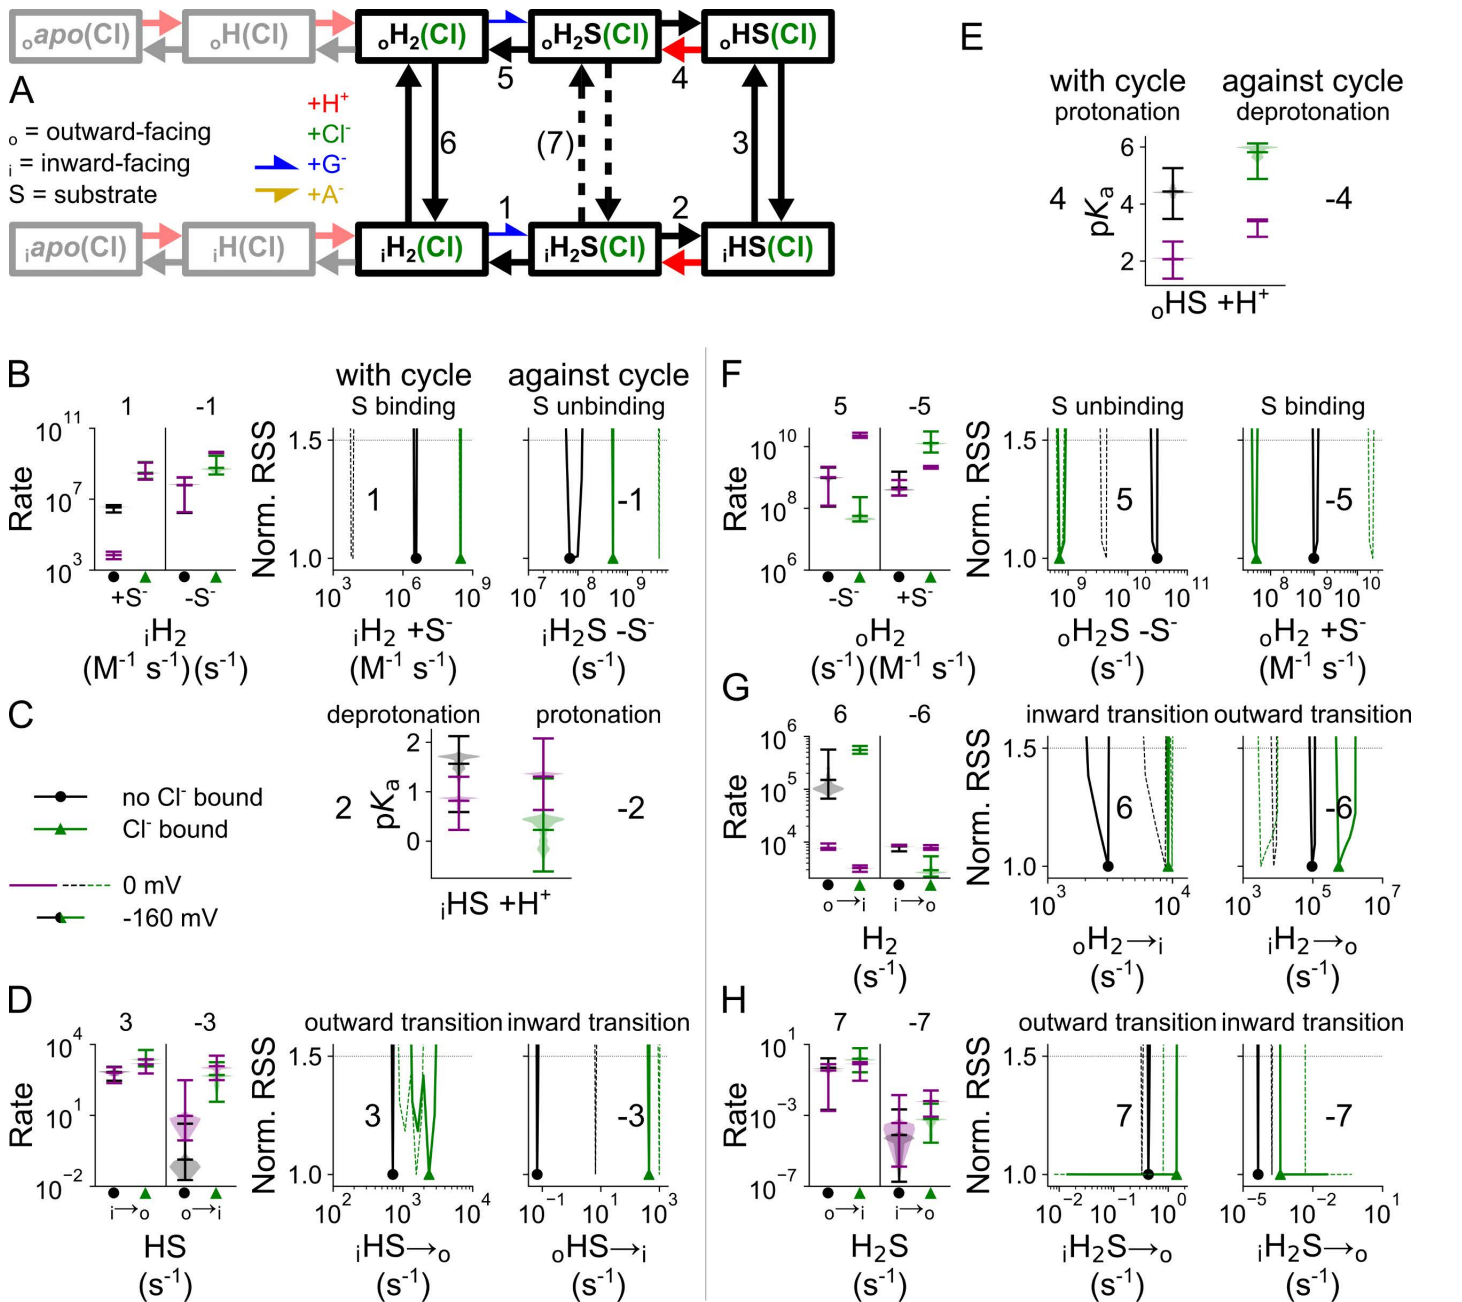 A
oapo(Cl) oH(Cl) oH2(Cl) oH2S(Cl) oHS(Cl)
5 4
+H+
+Cl-
+G-
+A-
o = outward-facing
i = inward-facing
S = substrate
6 (7) 3
1 2
iapo(Cl) iH(Cl) iH2(Cl) iH2S(Cl) iHS(Cl)
E
with cycle against cycle
protonation deprotonation
4 -4
pKa
6
4
2
oHS +H+
B
with cycle against cycle
S binding S unbinding
1 -1
Rate
10^11
10^7
10^3
+S- -S-
iH2
(M-1 s-1)(s-1)
Norm. RSS
1.5
1.0
1
10^3 10^6 10^9
iH2 +S-
(M-1 s-1)
-1
10^7 10^8 10^9
iH2S -S-
(s-1)
C
deprotonation protonation
2 -2
pKa
2
1
0
iHS +H+
no Cl- bound
Cl- bound
0 mV
-160 mV
D
3 -3
outward transition inward transition
Rate
10^4
10^1
10^-2
i→o o→i
HS
(s-1)
Norm. RSS
1.5
1.0
3
10^2 10^3 10^4
iHS→o
(s-1)
-3
10^-1 10^1 10^3
oHS→i
(s-1)
F
5 -5
S unbinding S binding
Rate
10^10
10^8
10^6
-S- +S-
oH2
(s-1)(M-1 s-1)
Norm. RSS
1.5
1.0
5
10^9 10^10 10^11
oH2S -S-
(s-1)
-5
10^8 10^9 10^10
oH2 +S-
(M-1 s-1)
G
6 -6
inward transition outward transition
Rate
10^6
10^5
10^4
o→i i→o
H2
(s-1)
Norm. RSS
1.5
1.0
6
10^3 10^4
oH2→i
(s-1)
-6
10^3 10^5 10^7
iH2→o
(s-1)
H
7 -7
outward transition inward transition
Rate
10^1
10^-3
10^-7
o→i i→o
H2S
(s-1)
Norm. RSS
1.5
1.0
7
10^-2 10^-1 10^0
iH2S→o
(s-1)
-7
10^-5 10^-2 10^1
iH2S→o
(s-1)